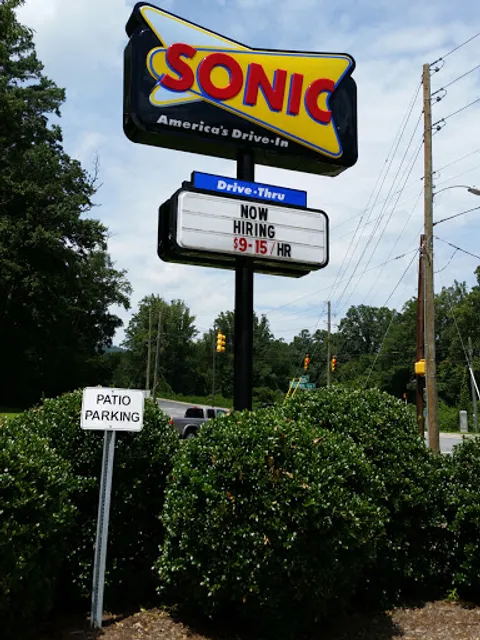 SONIC
America's Drive-In
Drive-Thru
NOW
HIRING
$9-15/HR
PATIO
PARKING